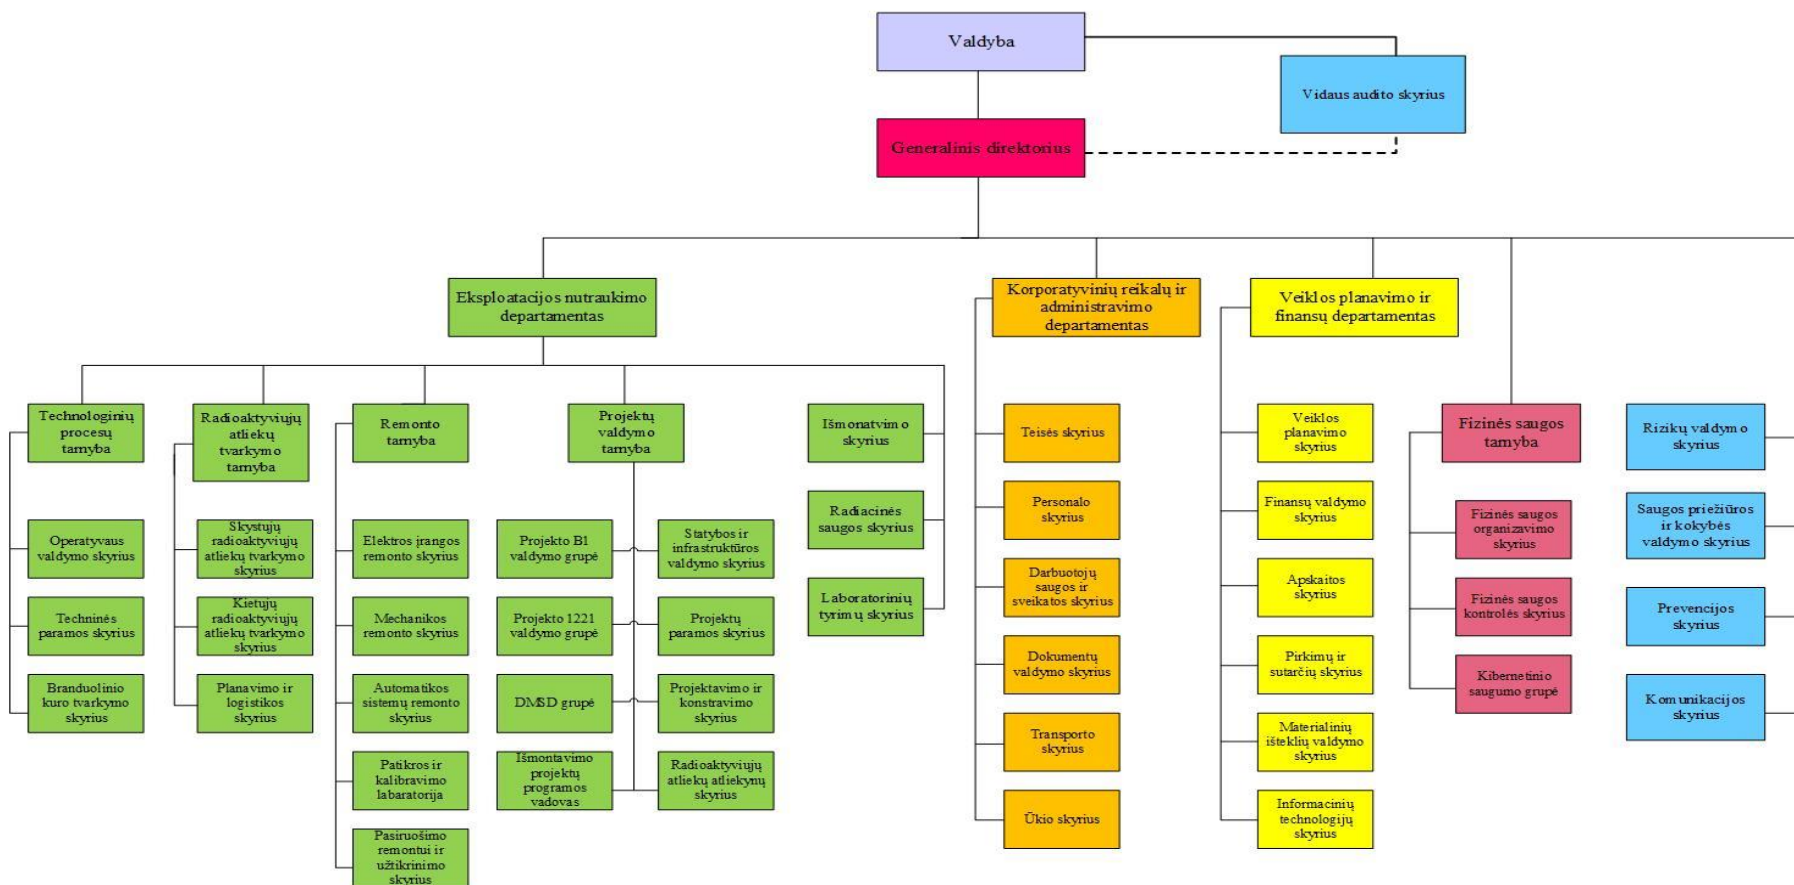 Valdyba
Vidaus audito skyrius
Generalinis direktorius
Eksploatacijos nutraukimo
departamentas
Korporatyvinių reikalų ir
administravimo
departamentas
Veiklos planavimo ir
finansų departamentas
Technologinių
procesų
tarnyba
Operatyvaus
valdymo skyrius
Techninės
paramos skyrius
Branduolinio
kuro tvarkymo
skyrius
Radioaktyviųjų
atliekų
tvarkymo
tarnyba
Skystųjų
radioaktyviųjų
atliekų tvarkymo
skyrius
Kietųjų
radioaktyviųjų
atliekų tvarkymo
skyrius
Planavimo ir
logistikos
skyrius
Remonto
tarnyba
Elektros įrangos
remonto skyrius
Mechanikos
remonto skyrius
Automatikos
sistemų remonto
skyrius
Patikros ir
kalibravimo
labaratorija
Pasiruošimo
remontui ir
užtikrinimo
skyrius
Projektų
valdymo
tarnyba
Projekto B1
valdymo grupė
Projekto 1221
valdymo grupė
DMSD grupė
Išmontavimo
projektų
programos
vadovas
Statybos ir
infrastruktūros
valdymo skyrius
Projektų
paramos skyrius
Projektavimo ir
konstravimo
skyrius
Radioaktyviųjų
atliekų atliekynų
skyrius
Išmonatvimo
skyrius
Radiacinės
saugos skyrius
Laboratorinių
tyrimų skyrius
Teisės skyrius
Personalo
skyrius
Darbuotojų
saugos ir
sveikatos skyrius
Dokumentų
valdymo skyrius
Transporto
skyrius
Ūkio skyrius
Veiklos
planavimo
skyrius
Finansų valdymo
skyrius
Apskaitos
skyrius
Pirkimų ir
sutarčių skyrius
Materialinių
išteklių valdymo
skyrius
Informacinių
technologijų
skyrius
Fizinės saugos
tarnyba
Fizinės saugos
organizavimo
skyrius
Fizinės saugos
kontrolės skyrius
Kibernetinio
saugumo grupė
Rizikų valdymo
skyrius
Saugos priežiūros
ir kokybės
valdymo skyrius
Prevencijos
skyrius
Komunikacijos
skyrius